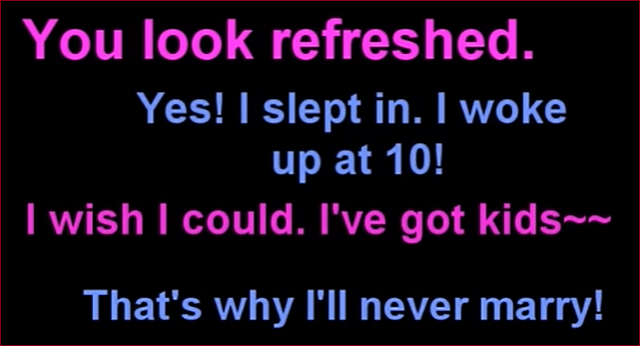 You look refreshed.
Yes! I slept in. I woke
up at 10!
I wish I could. I've got kids~~
That's why I'll never marry!